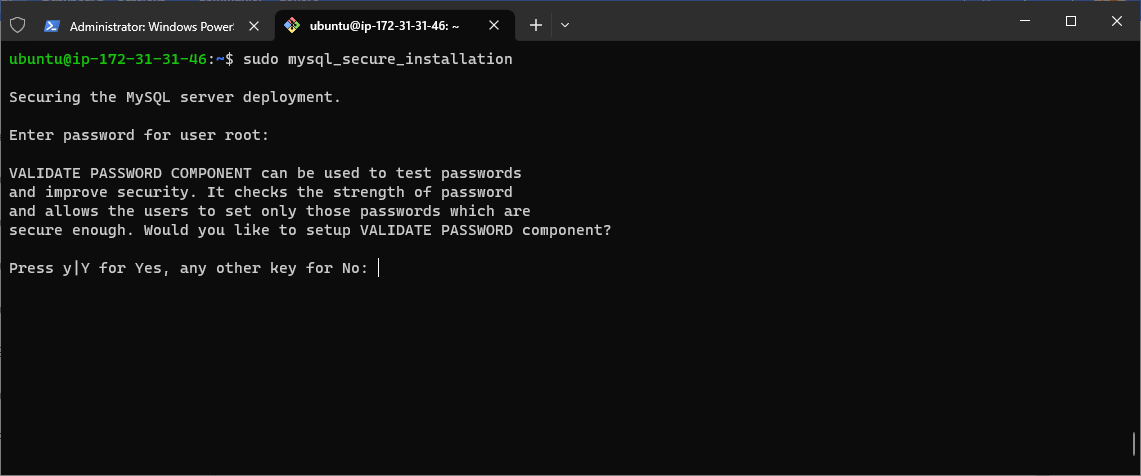 Administrator: Windows Power
ubuntu@ip-172-31-31-46: ~
ubuntu@ip-172-31-31-46:~$ sudo mysql_secure_installation
Securing the MySQL server deployment.
Enter password for user root:
VALIDATE PASSWORD COMPONENT can be used to test passwords
and improve security. It checks the strength of password
and allows the users to set only those passwords which are
secure enough. Would you like to setup VALIDATE PASSWORD component?
Press y|Y for Yes, any other key for No: